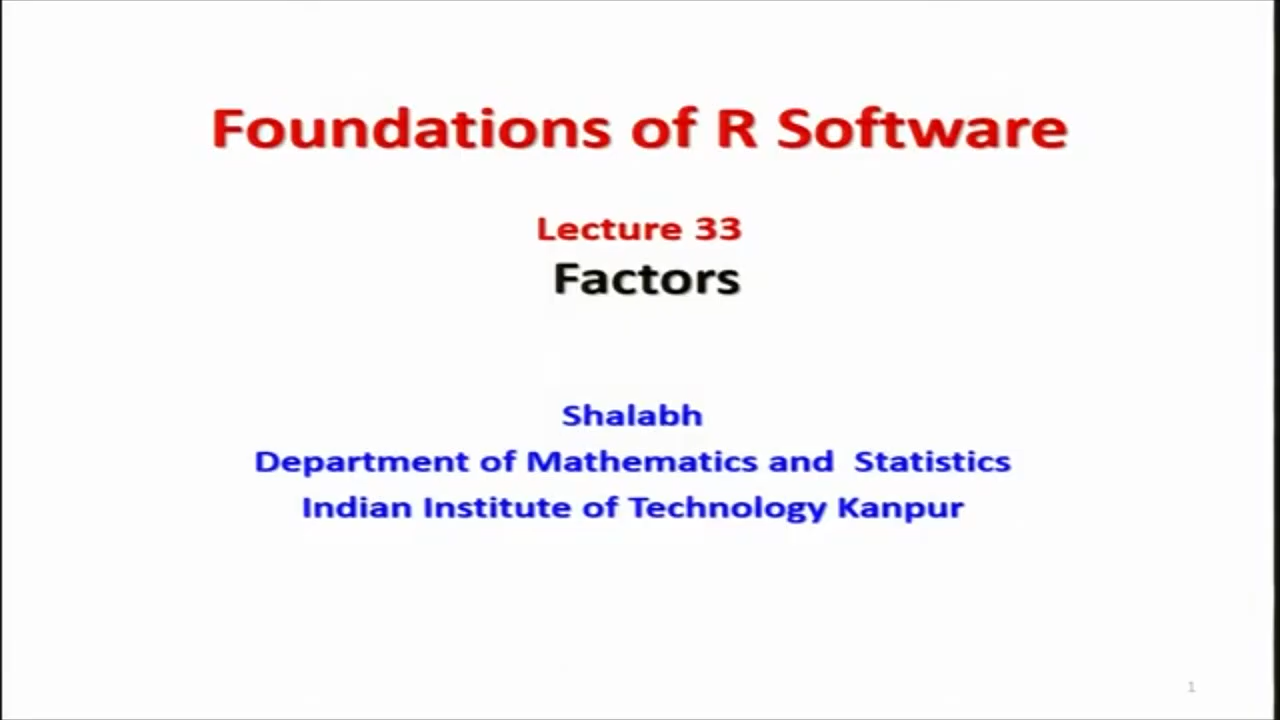 Foundations of R Software
Lecture 33
Factors
Shalabh
Department of Mathematics and Statistics
Indian Institute of Technology Kanpur
1